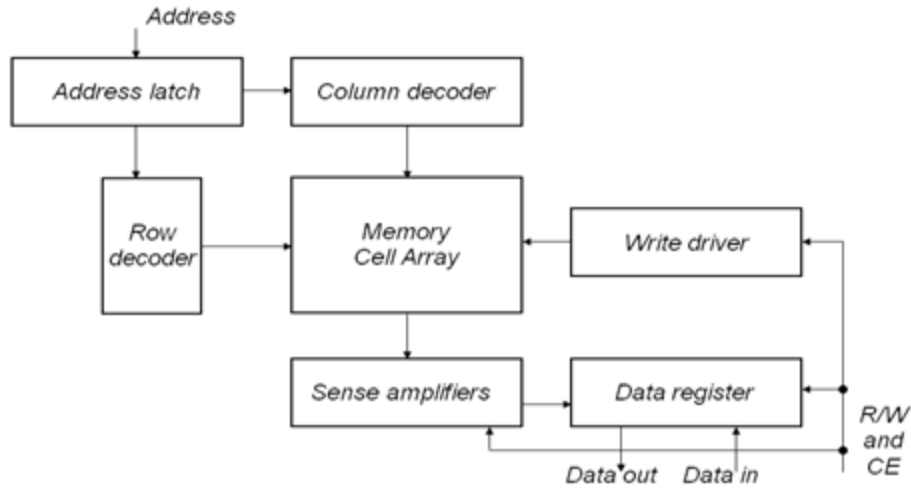 Address
Address latch
Column decoder
Row
decoder
Memory
Cell Array
Write driver
Sense amplifiers
Data register
R/W
and
CE
Data out
Data in